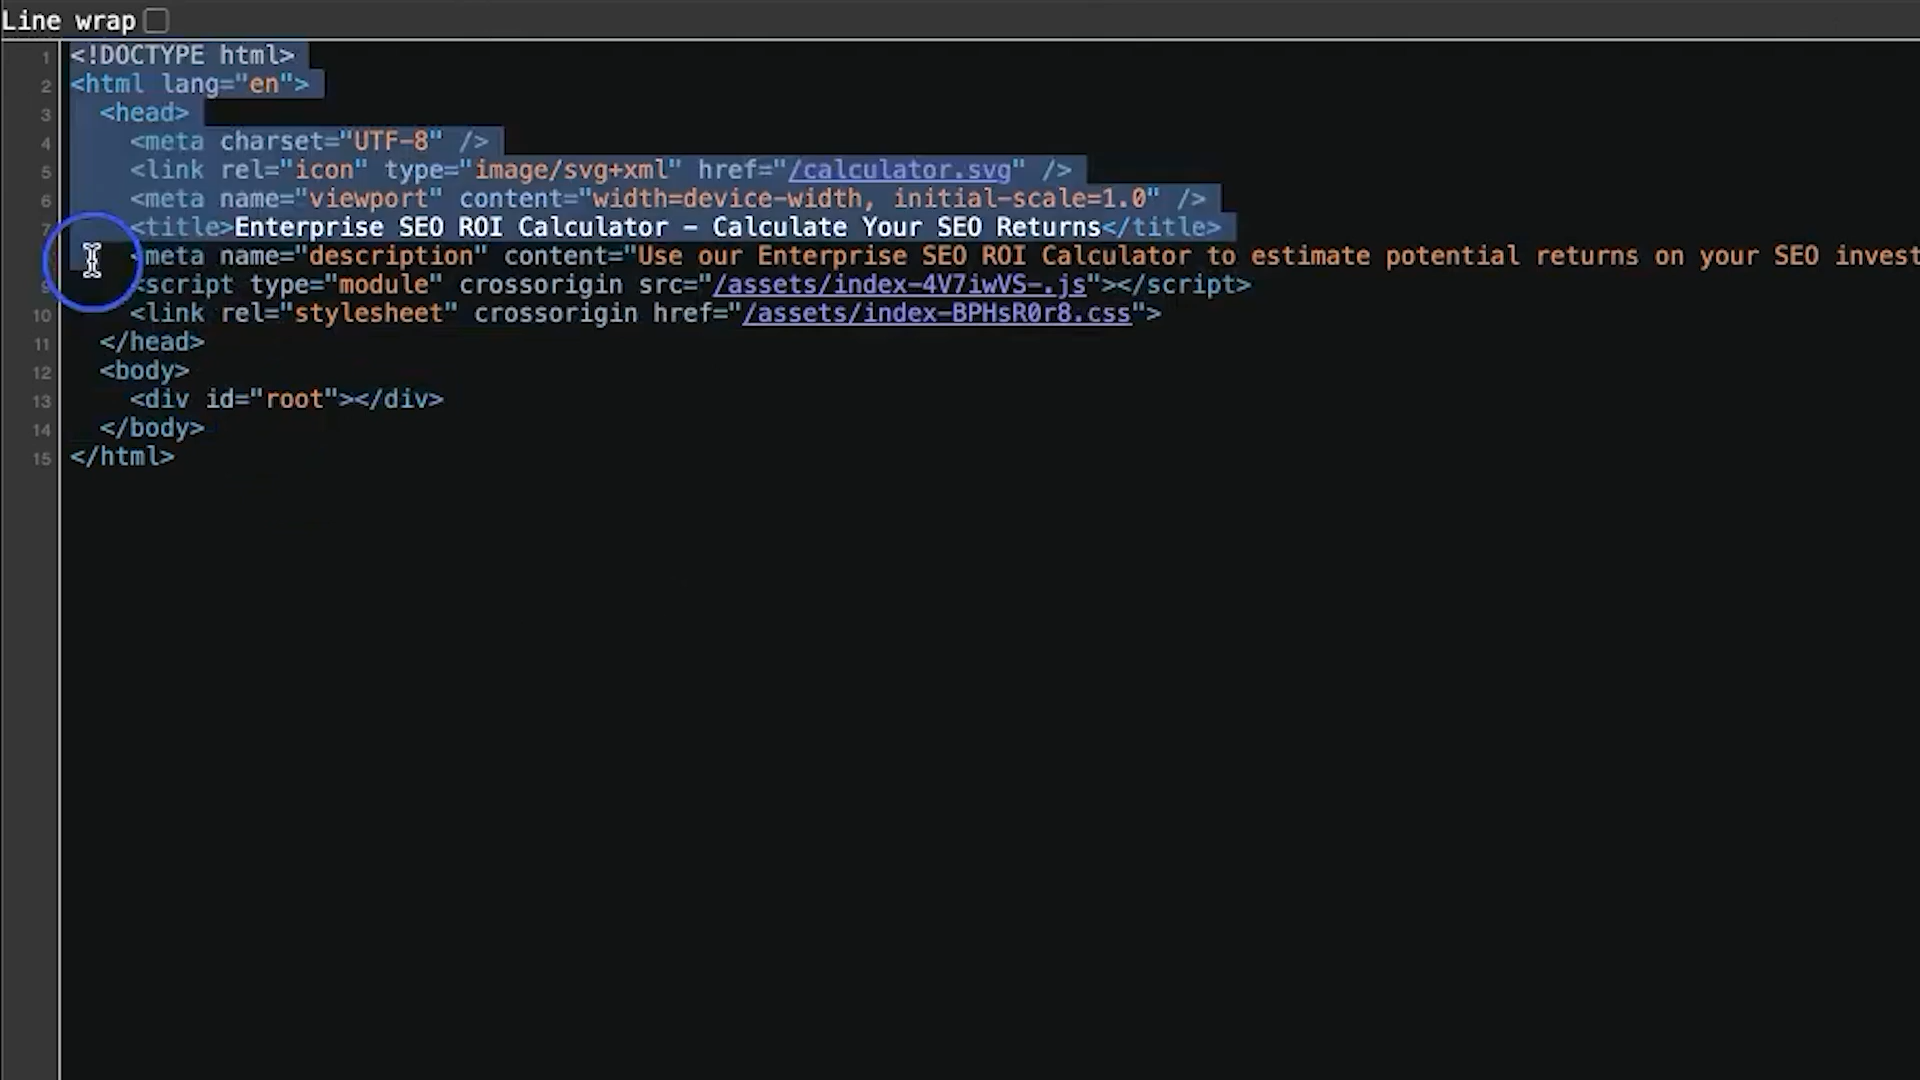 Line wrap
1 <!DOCTYPE html>
2 <html lang="en">
3 <head>
4 <meta charset="UTF-8" />
5 <link rel="icon" type="image/svg+xml" href="/calculator.svg" />
6 <meta name="viewport" content="width=device-width, initial-scale=1.0" />
7 <title>Enterprise SEO ROI Calculator – Calculate Your SEO Returns</title>
<meta name="description" content="Use our Enterprise SEO ROI Calculator to estimate potential returns on your SEO invest
9 <script type="module" crossorigin src="/assets/index-4V7iwVS-.js"></script>
10 <link rel="stylesheet" crossorigin href="/assets/index-BPHsR0r8.css">
11 </head>
12 <body>
13 <div id="root"></div>
14 </body>
15 </html>